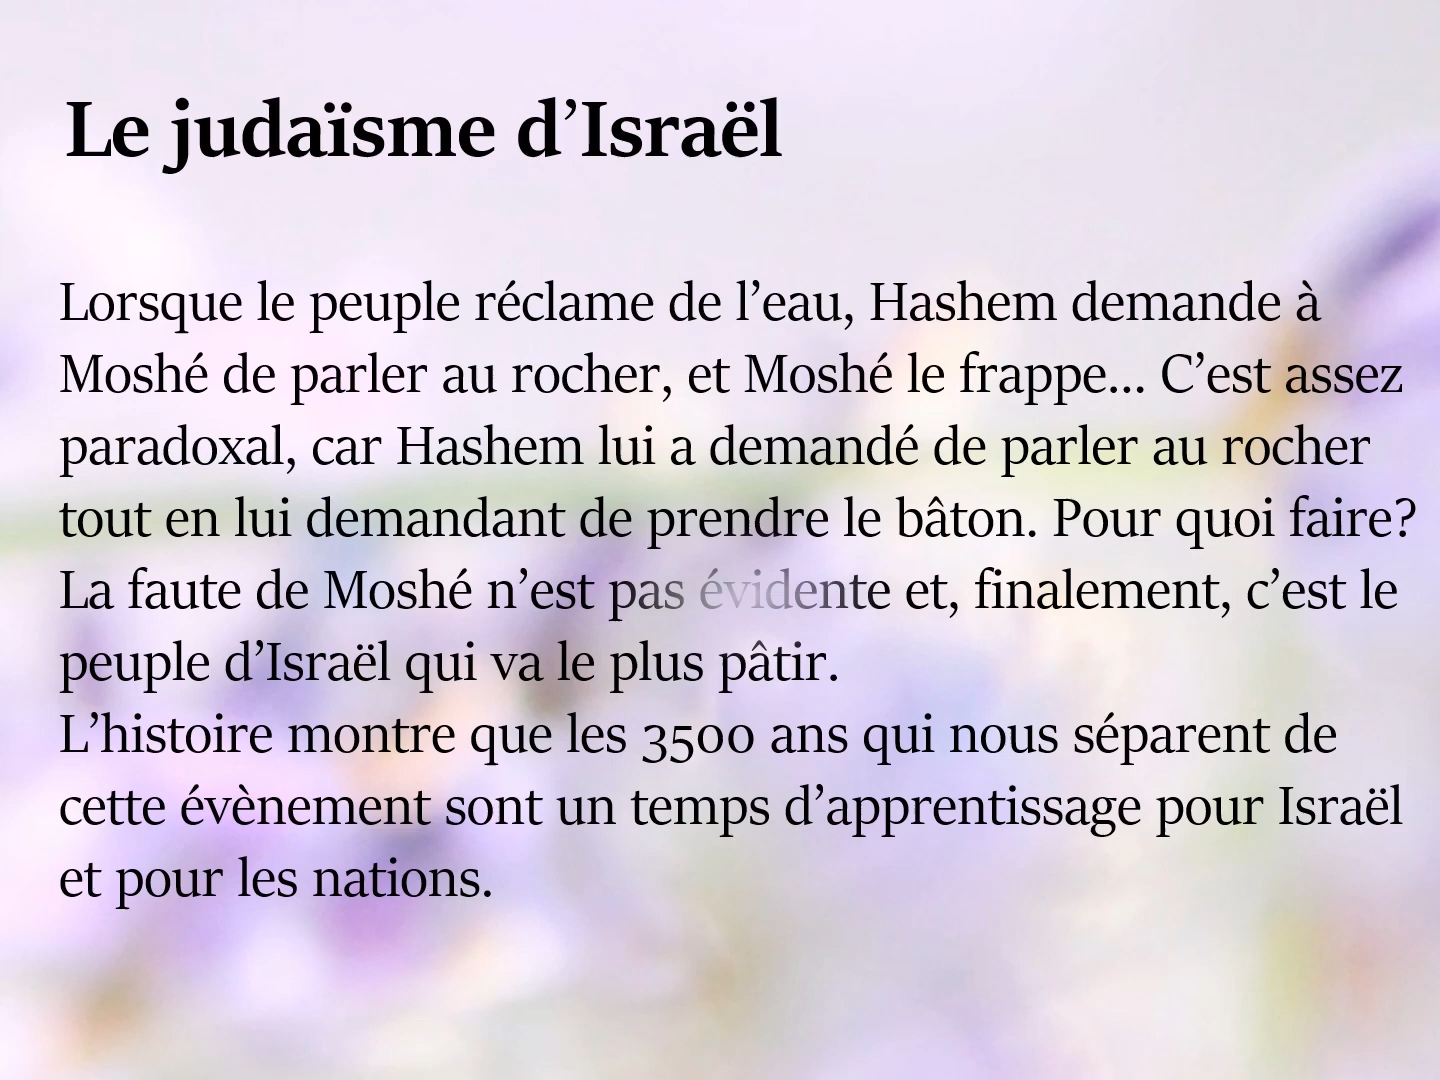 Le judaïsme d’Israël
Lorsque le peuple réclame de l’eau, Hashem demande à
Moshé de parler au rocher, et Moshé le frappe... C’est assez
paradoxal, car Hashem lui a demandé de parler au rocher
tout en lui demandant de prendre le bâton. Pour quoi faire?
La faute de Moshé n’est pas évidente et, finalement, c’est le
peuple d’Israël qui va le plus pâtir.
L’histoire montre que les 3500 ans qui nous séparent de
cette évènement sont un temps d’apprentissage pour Israël
et pour les nations.